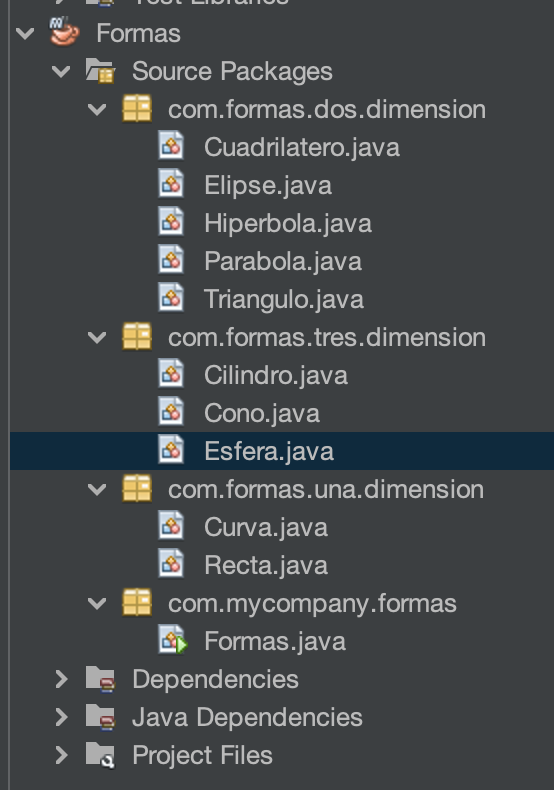 Test Libraries
Formas
Source Packages
com.formas.dos.dimension
Cuadrilatero.java
Elipse.java
Hiperbola.java
Parabola.java
Triangulo.java
com.formas.tres.dimension
Cilindro.java
Cono.java
Esfera.java
com.formas.una.dimension
Curva.java
Recta.java
com.mycompany.formas
Formas.java
Dependencies
Java Dependencies
Project Files